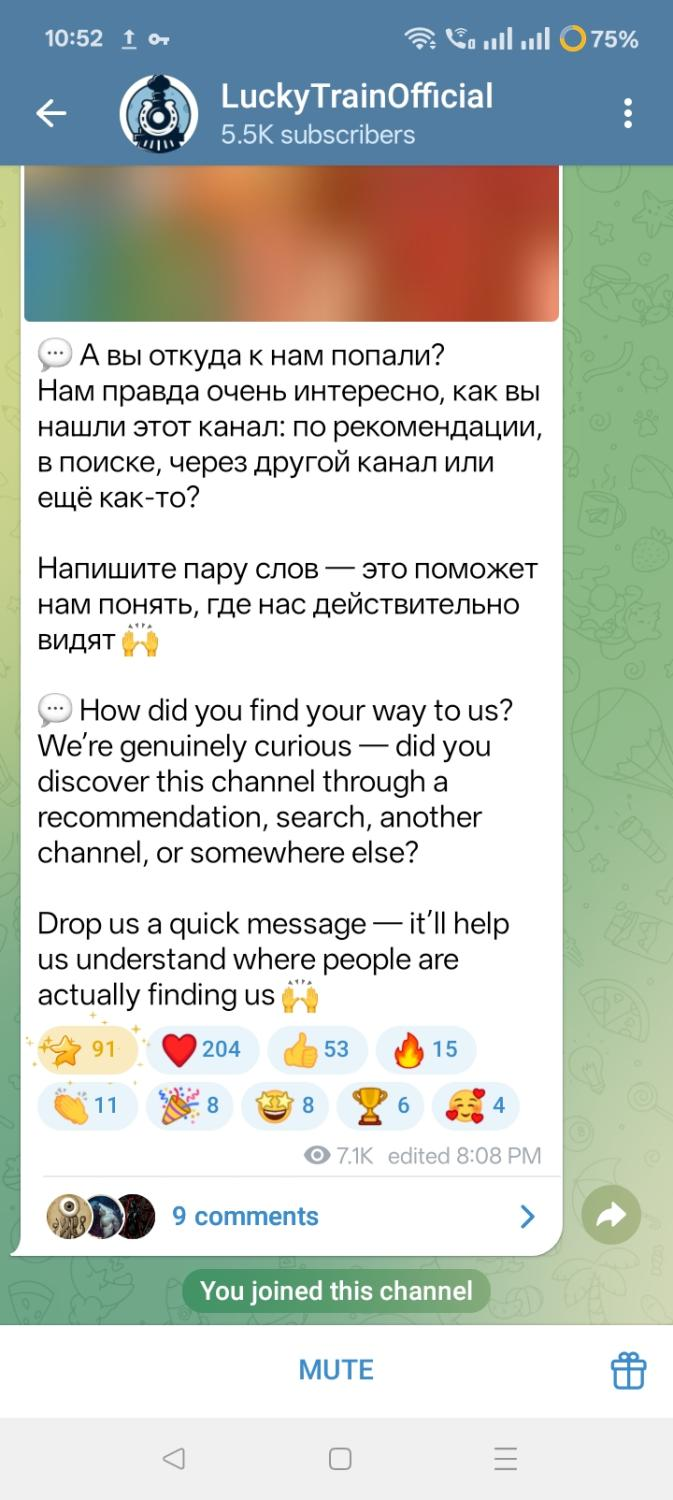 10:52
75%
LuckyTrainOfficial
5.5K subscribers
💬 А вы откуда к нам попали?
Нам правда очень интересно, как вы
нашли этот канал: по рекомендации,
в поиске, через другой канал или
ещё как-то?
Напишите пару слов — это поможет
нам понять, где нас действительно
видят 🙌
💬 How did you find your way to us?
We’re genuinely curious — did you
discover this channel through a
recommendation, search, another
channel, or somewhere else?
Drop us a quick message — it’ll help
us understand where people are
actually finding us 🙌
⭐ 91 ❤️ 204 👍 53 🔥 15
👏 11 🎉 8 🤩 8 🏆 6 🥰 4
7.1K edited 8:08 PM
9 comments
You joined this channel
MUTE